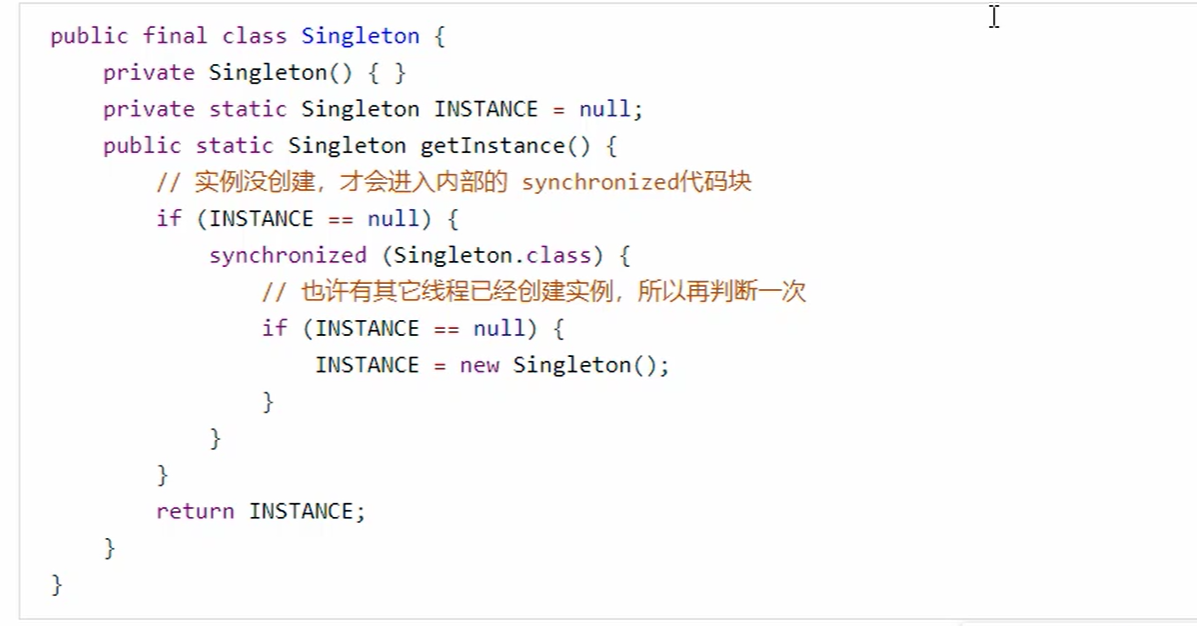 public final class Singleton {
    private Singleton() { }
    private static Singleton INSTANCE = null;
    public static Singleton getInstance() {
        // 实例没创建，才会进入内部的 synchronized代码块
        if (INSTANCE == null) {
            synchronized (Singleton.class) {
                // 也许有其它线程已经创建实例，所以再判断一次
                if (INSTANCE == null) {
                    INSTANCE = new Singleton();
                }
            }
        }
        return INSTANCE;
    }
}